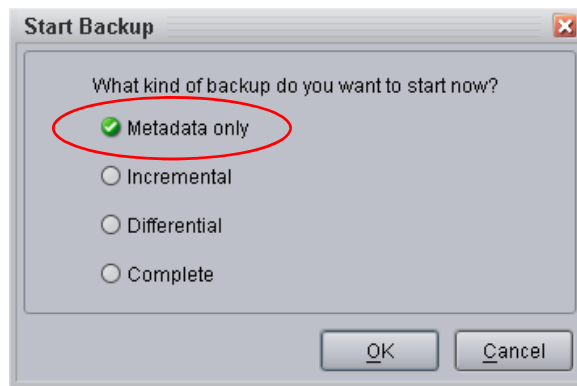 Start Backup
What kind of backup do you want to start now?
Metadata only
Incremental
Differential
Complete
OK
Cancel